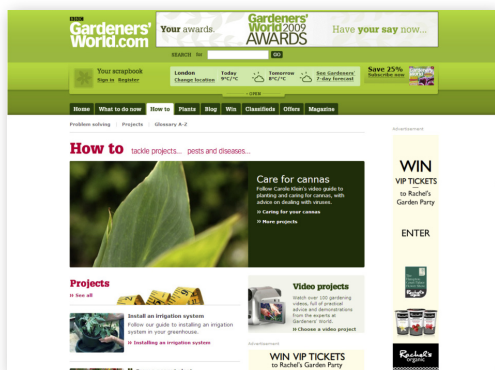 BBC
Gardeners'
World.com
Your awards.
Gardeners'
World 2009
AWARDS
Have your say now...
SEARCH for
GO
Your scrapbook
Sign in Register
London
Change location
Today
9°C/°C
Tomorrow
8°C/°C
See Gardeners'
7-day forecast
Save 25%
Subscribe now
OPEN
Home
What to do now
How to
Plants
Blog
Win
Classifieds
Offers
Magazine
Problem solving
Projects
Glossary A-Z
Advertisement
How to tackle projects... pests and diseases...
Care for cannas
Follow Carole Klein's video guide to
planting and caring for cannas, with
advice on dealing with viruses.
» Caring for your cannas
» More projects
WIN
VIP TICKETS
to Rachel's
Garden Party
ENTER
Projects
» See all
Install an irrigation system
Follow our guide to installing an irrigation
system in your greenhouse.
» Installing an irrigation system
Video projects
Watch over 100 gardening
videos, full of practical
advice and demonstrations
from the experts at
Gardeners' World.
» Choose a video project
Advertisement
WIN VIP TICKETS
to Rachel's Garden Party
Rachel's
organic